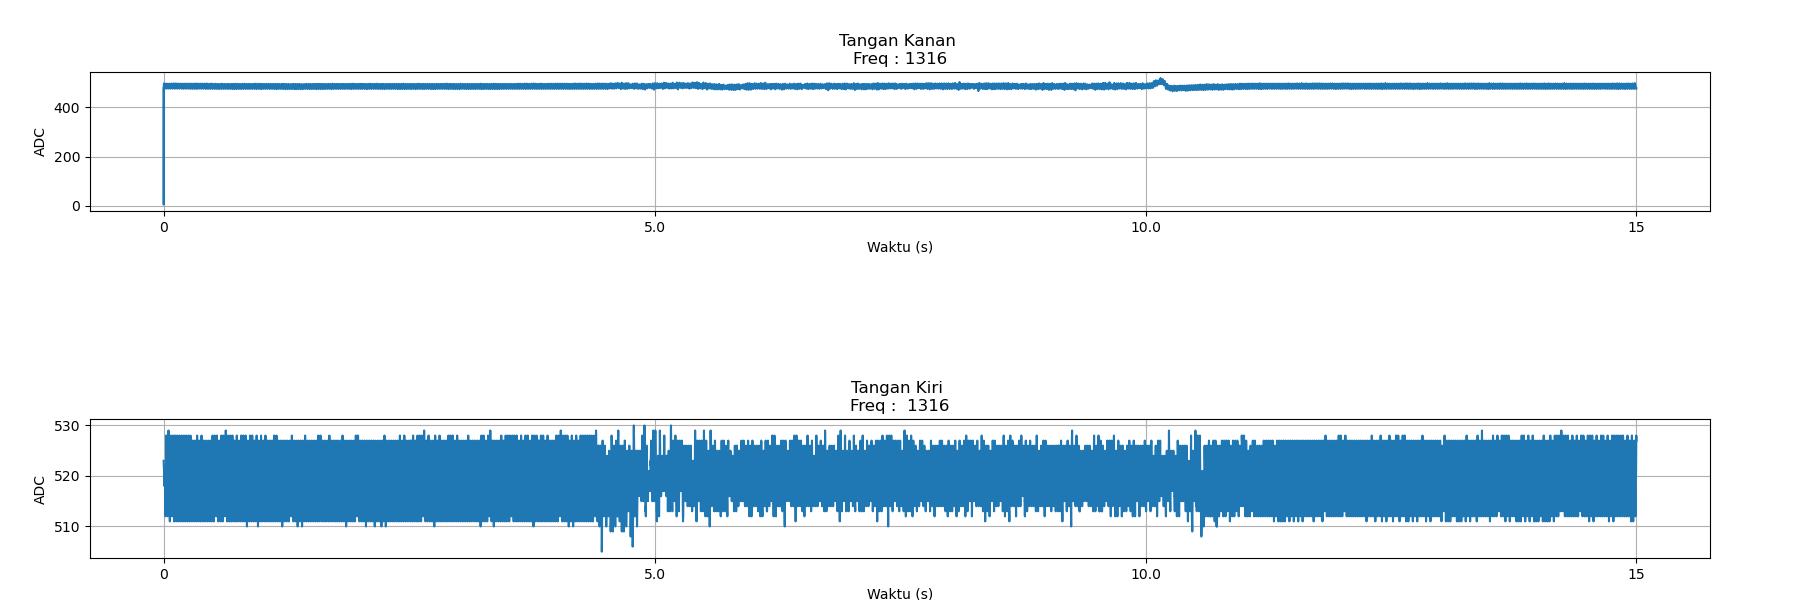 Tangan Kanan
Freq : 1316
ADC
400
200
0
0
5.0
10.0
15
Waktu (s)
Tangan Kiri
Freq :  1316
ADC
530
520
510
0
5.0
10.0
15
Waktu (s)